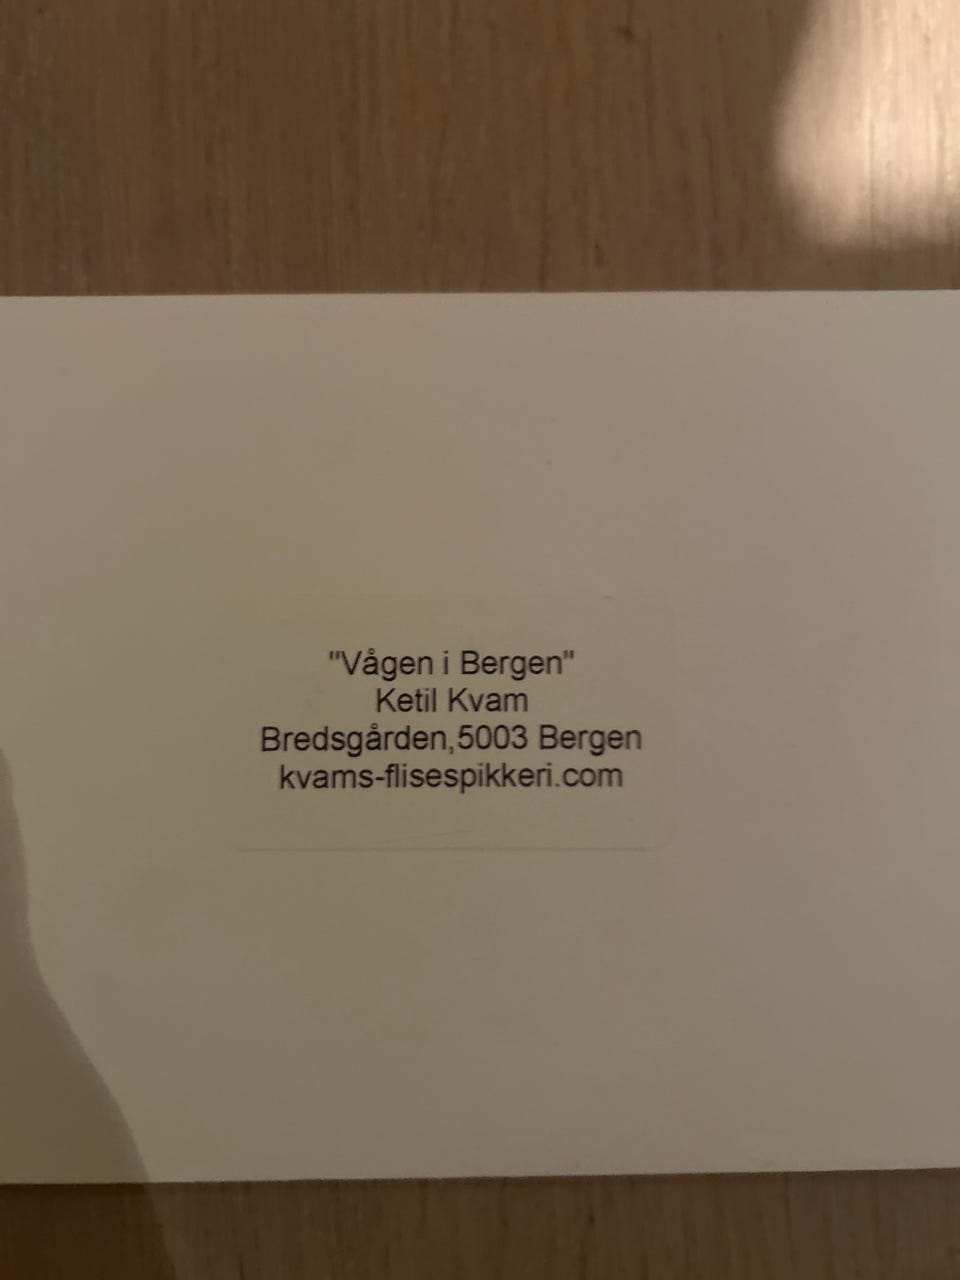 "Vågen i Bergen"
Ketil Kvam
Bredsgården,5003 Bergen
kvams-flisespikkeri.com